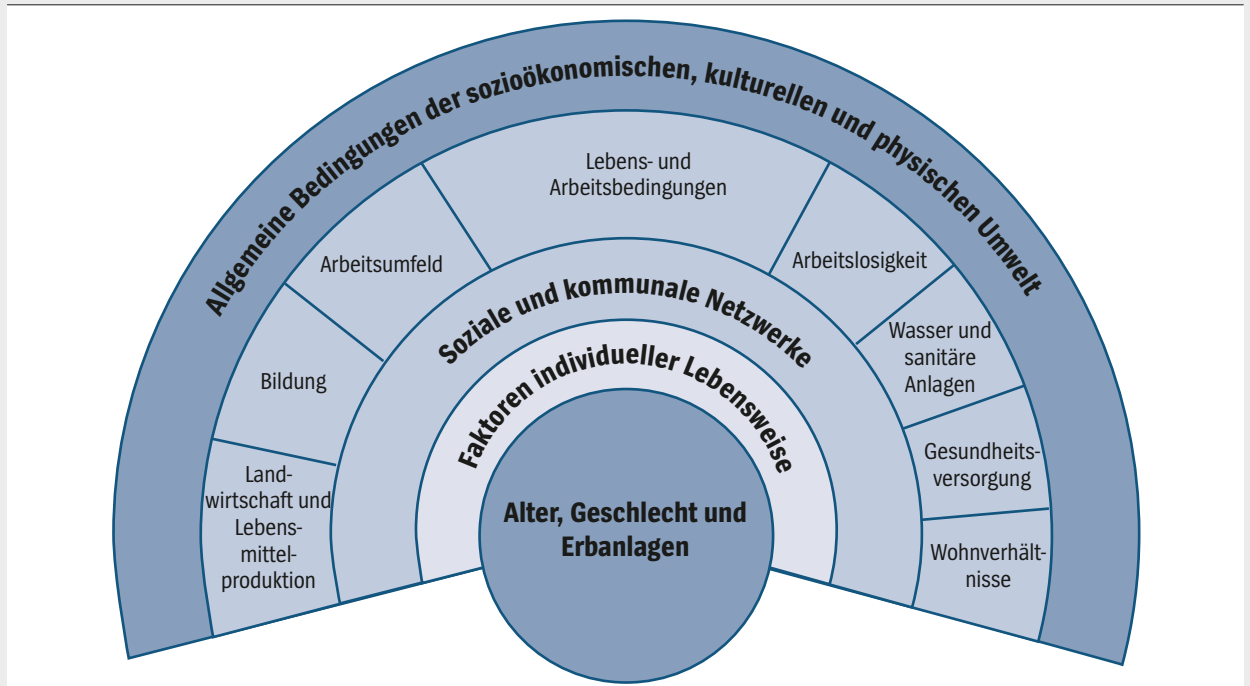 Allgemeine Bedingungen der sozioökonomischen, kulturellen und physischen Umwelt
Lebens- und
Arbeitsbedingungen
Arbeitsumfeld
Arbeitslosigkeit
Bildung
Wasser und
sanitäre
Anlagen
Land-
wirtschaft und
Lebens-
mittel-
produktion
Gesundheits-
versorgung
Wohnverhält-
nisse
Soziale und kommunale Netzwerke
Faktoren individueller Lebensweise
Alter, Geschlecht und
Erbanlagen